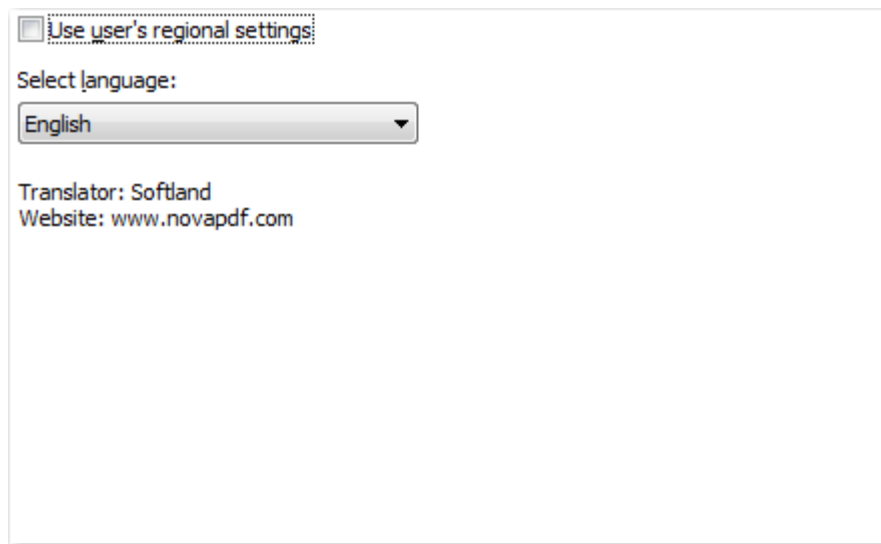 Use user's regional settings
Select language:
English
Translator: Softland
Website: www.novapdf.com